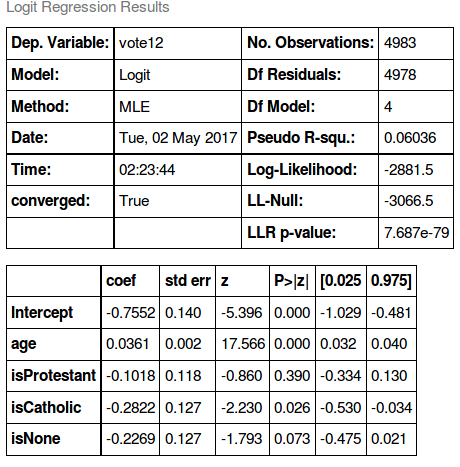 Logit Regression Results
Dep. Variable: vote12 No. Observations: 4983
Model: Logit Df Residuals: 4978
Method: MLE Df Model: 4
Date: Tue, 02 May 2017 Pseudo R-squ.: 0.06036
Time: 02:23:44 Log-Likelihood: -2881.5
converged: True LL-Null: -3066.5
LLR p-value: 7.687e-79
coef std err z P>|z| [0.025 0.975]
Intercept -0.7552 0.140 -5.396 0.000 -1.029 -0.481
age 0.0361 0.002 17.566 0.000 0.032 0.040
isProtestant -0.1018 0.118 -0.860 0.390 -0.334 0.130
isCatholic -0.2822 0.127 -2.230 0.026 -0.530 -0.034
isNone -0.2269 0.127 -1.793 0.073 -0.475 0.021